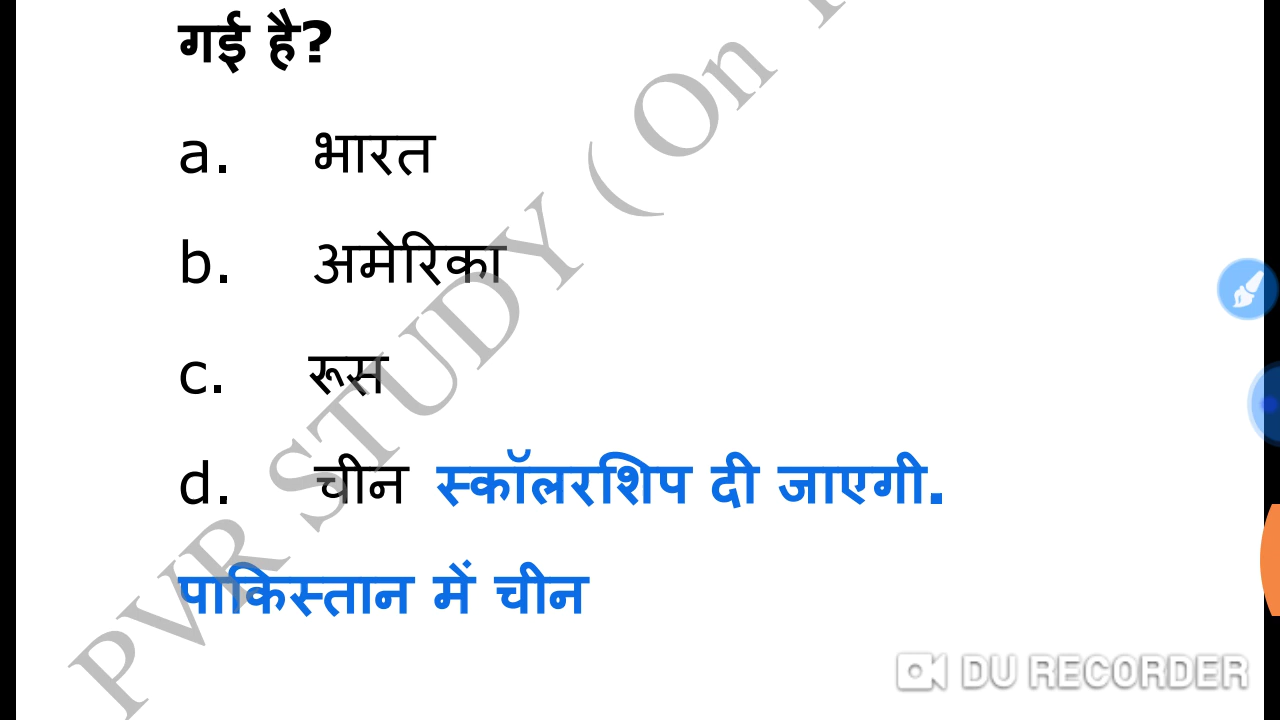 गई है?
a. भारत
b. अमेरिका
c. रूस
d. चीन स्कॉलरशिप दी जाएगी.
पाकिस्तान में चीन
PVR STUDY ( On
DU RECORDER